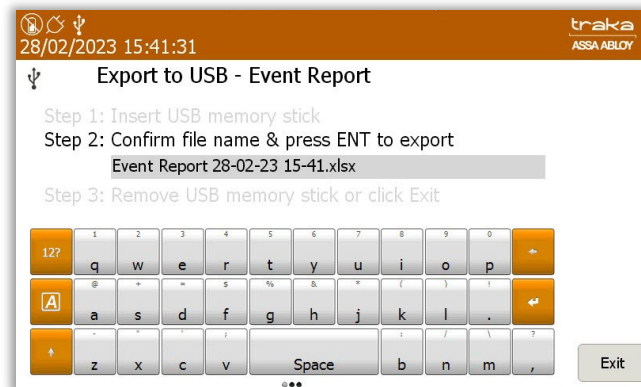 28/02/2023 15:41:31
traka
ASSA ABLOY
Export to USB - Event Report
Step 1: Insert USB memory stick
Step 2: Confirm file name & press ENT to export
Event Report 28-02-23 15-41.xlsx
Step 3: Remove USB memory stick or click Exit
1 2 3 4 5 6 7 8 9 0
12? q w e r t y u i o p
@ + = $ % & * ( ) !
A a s d f g h j k l .
- " ' ; : / \ ?
z x c v Space b n m ,
Exit